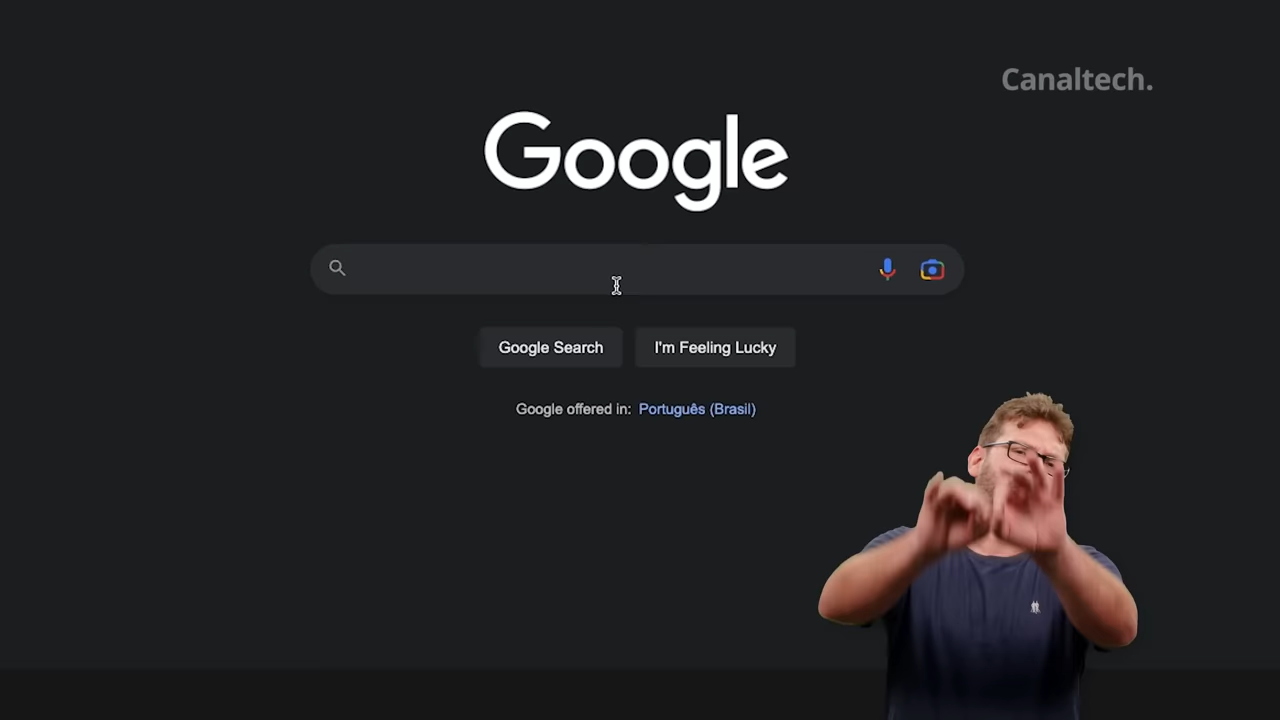 Canaltech.
Google
Google Search
I'm Feeling Lucky
Google offered in: Português (Brasil)